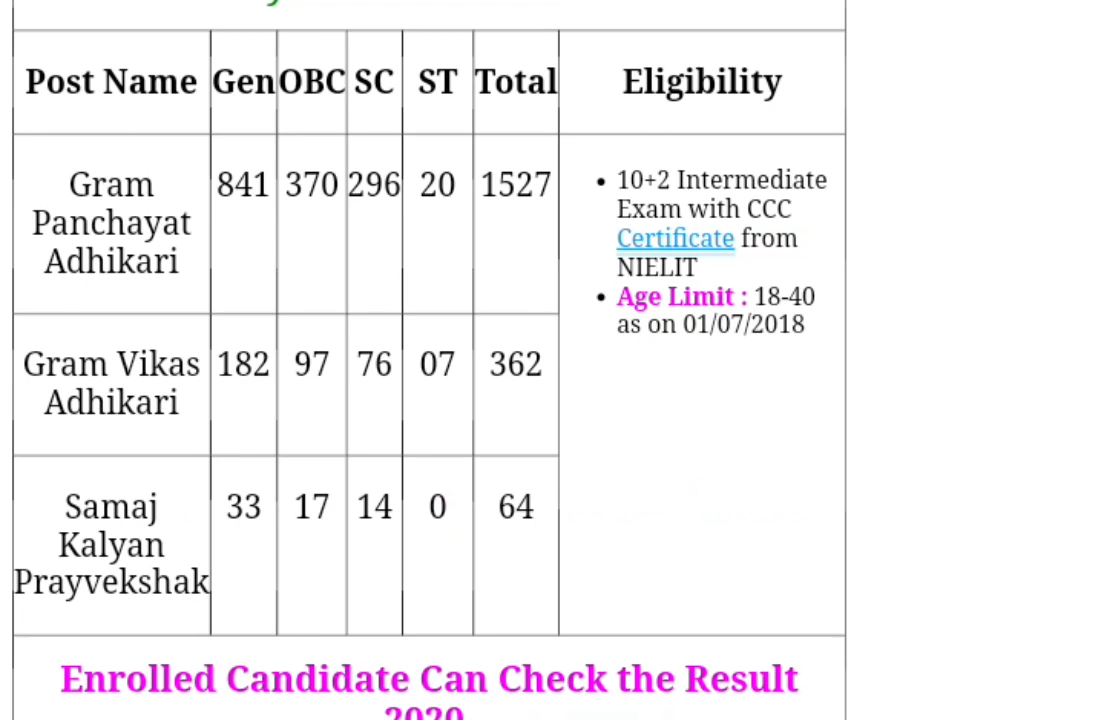 Post Name Gen OBC SC ST Total Eligibility
Gram Panchayat Adhikari 841 370 296 20 1527
Gram Vikas Adhikari 182 97 76 07 362
Samaj Kalyan Prayvekshak 33 17 14 0 64
• 10+2 Intermediate
Exam with CCC
Certificate from
NIELIT
• Age Limit : 18-40
as on 01/07/2018
Enrolled Candidate Can Check the Result
2020